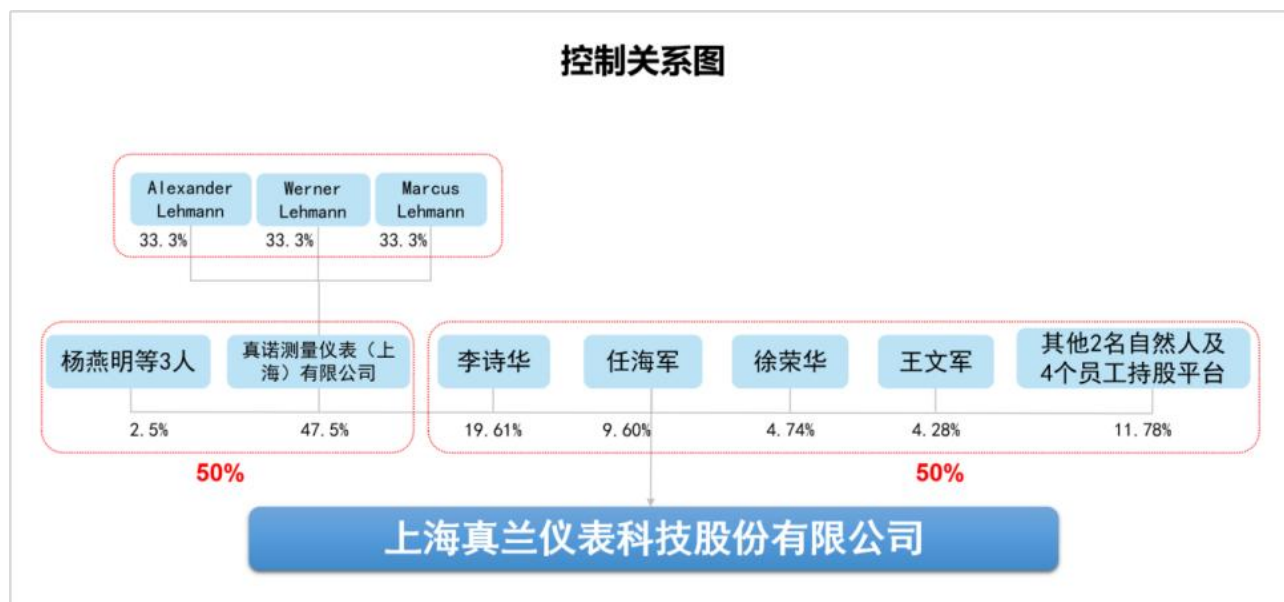 控制关系图
Alexander
Lehmann
Werner
Lehmann
Marcus
Lehmann
33.3%
33.3%
33.3%
杨燕明等3人
真诺测量仪表（上
海）有限公司
李诗华
任海军
徐荣华
王文军
其他2名自然人及
4个员工持股平台
2.5%
47.5%
19.61%
9.60%
4.74%
4.28%
11.78%
50%
50%
上海真兰仪表科技股份有限公司